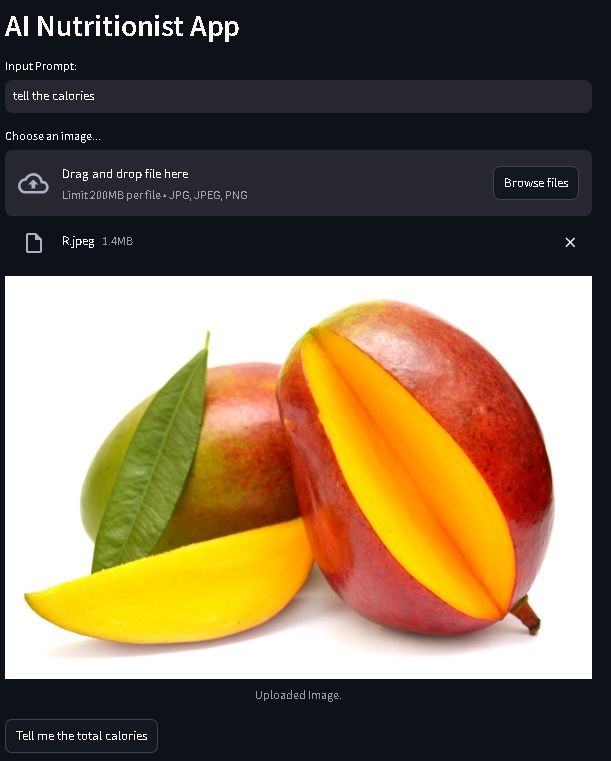 AI Nutritionist App
Input Prompt:
tell the calories
Choose an image...
Drag and drop file here
Limit 200MB per file • JPG, JPEG, PNG
Browse files
R.jpeg 1.4MB
Uploaded Image.
Tell me the total calories